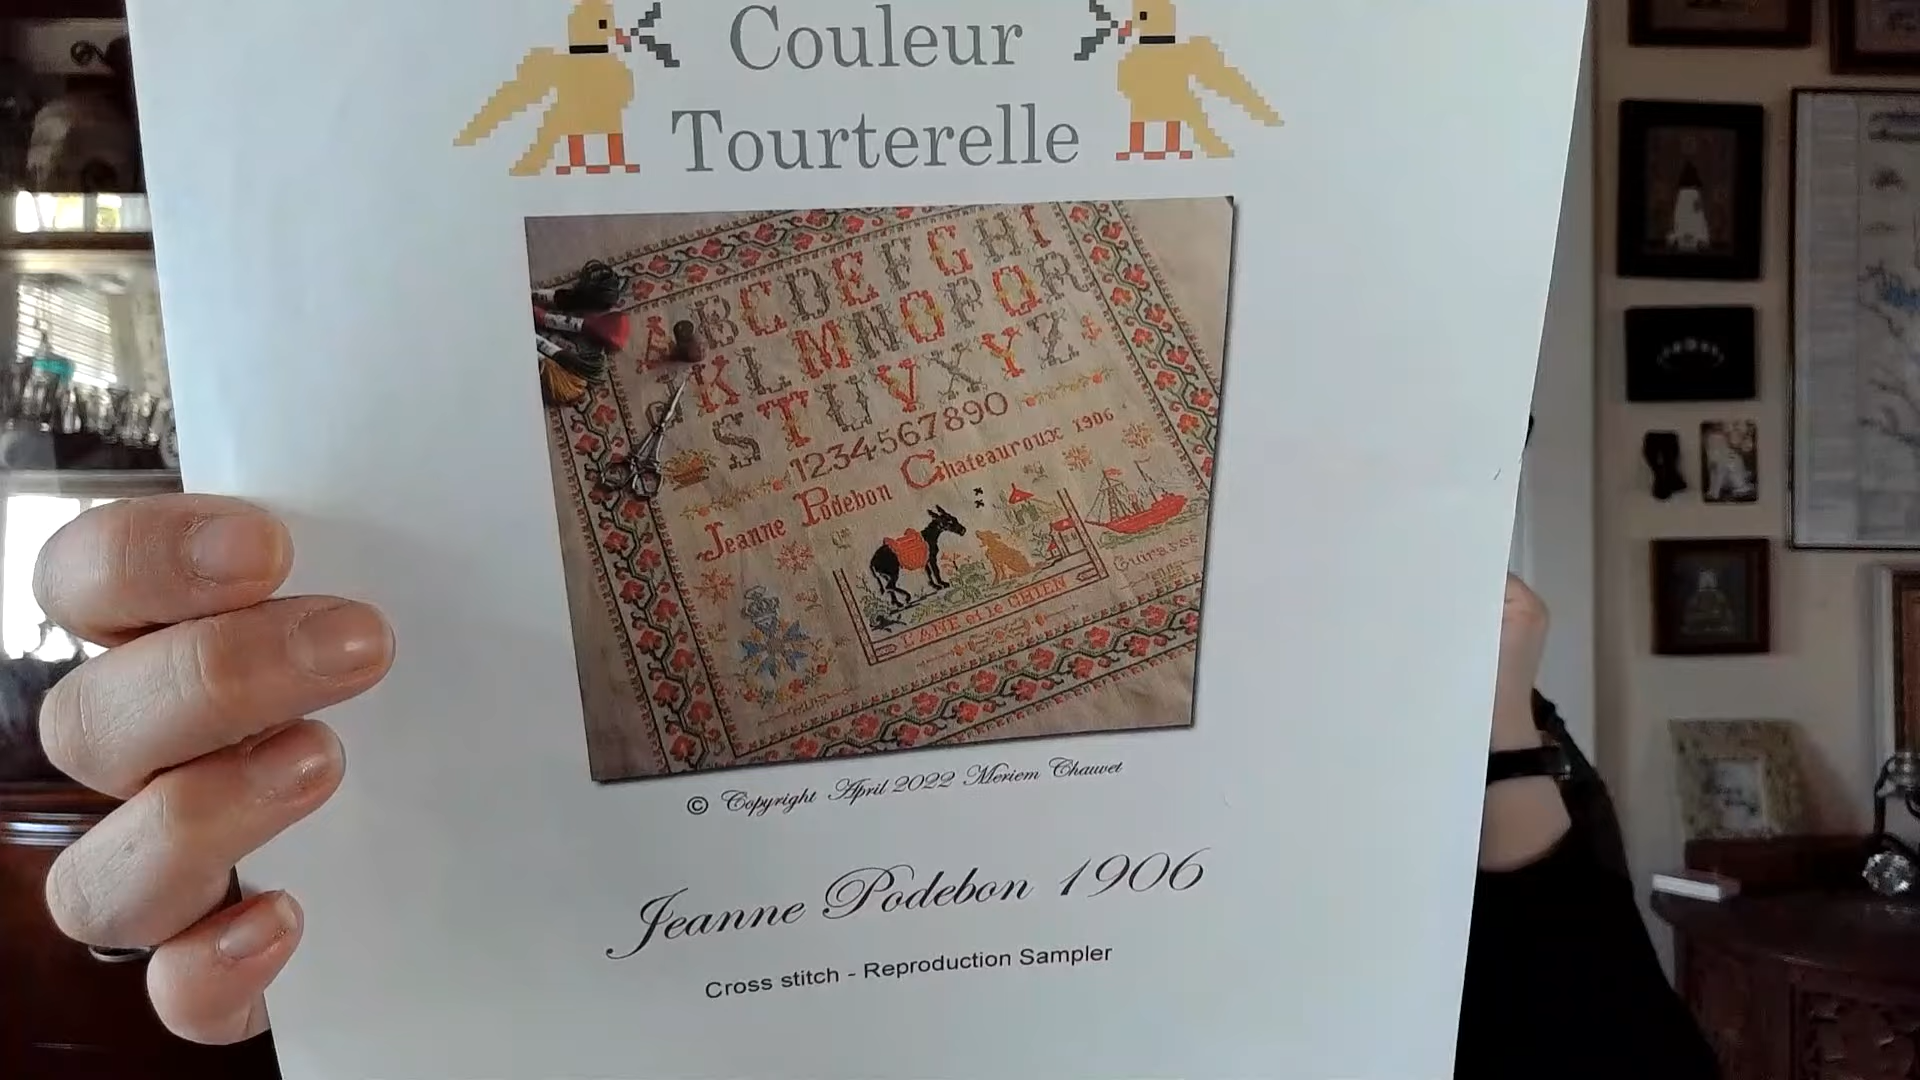 Couleur
Tourterelle
ABCDEFGHI
JKLMNOPQR
STUVXYZ
1234567890
Jeanne Podebon Chateauroux 1906
Cuirassé
L'ANE et le CHIEN
© Copyright April 2022 Meriem Chauvet
Jeanne Podebon 1906
Cross stitch - Reproduction Sampler